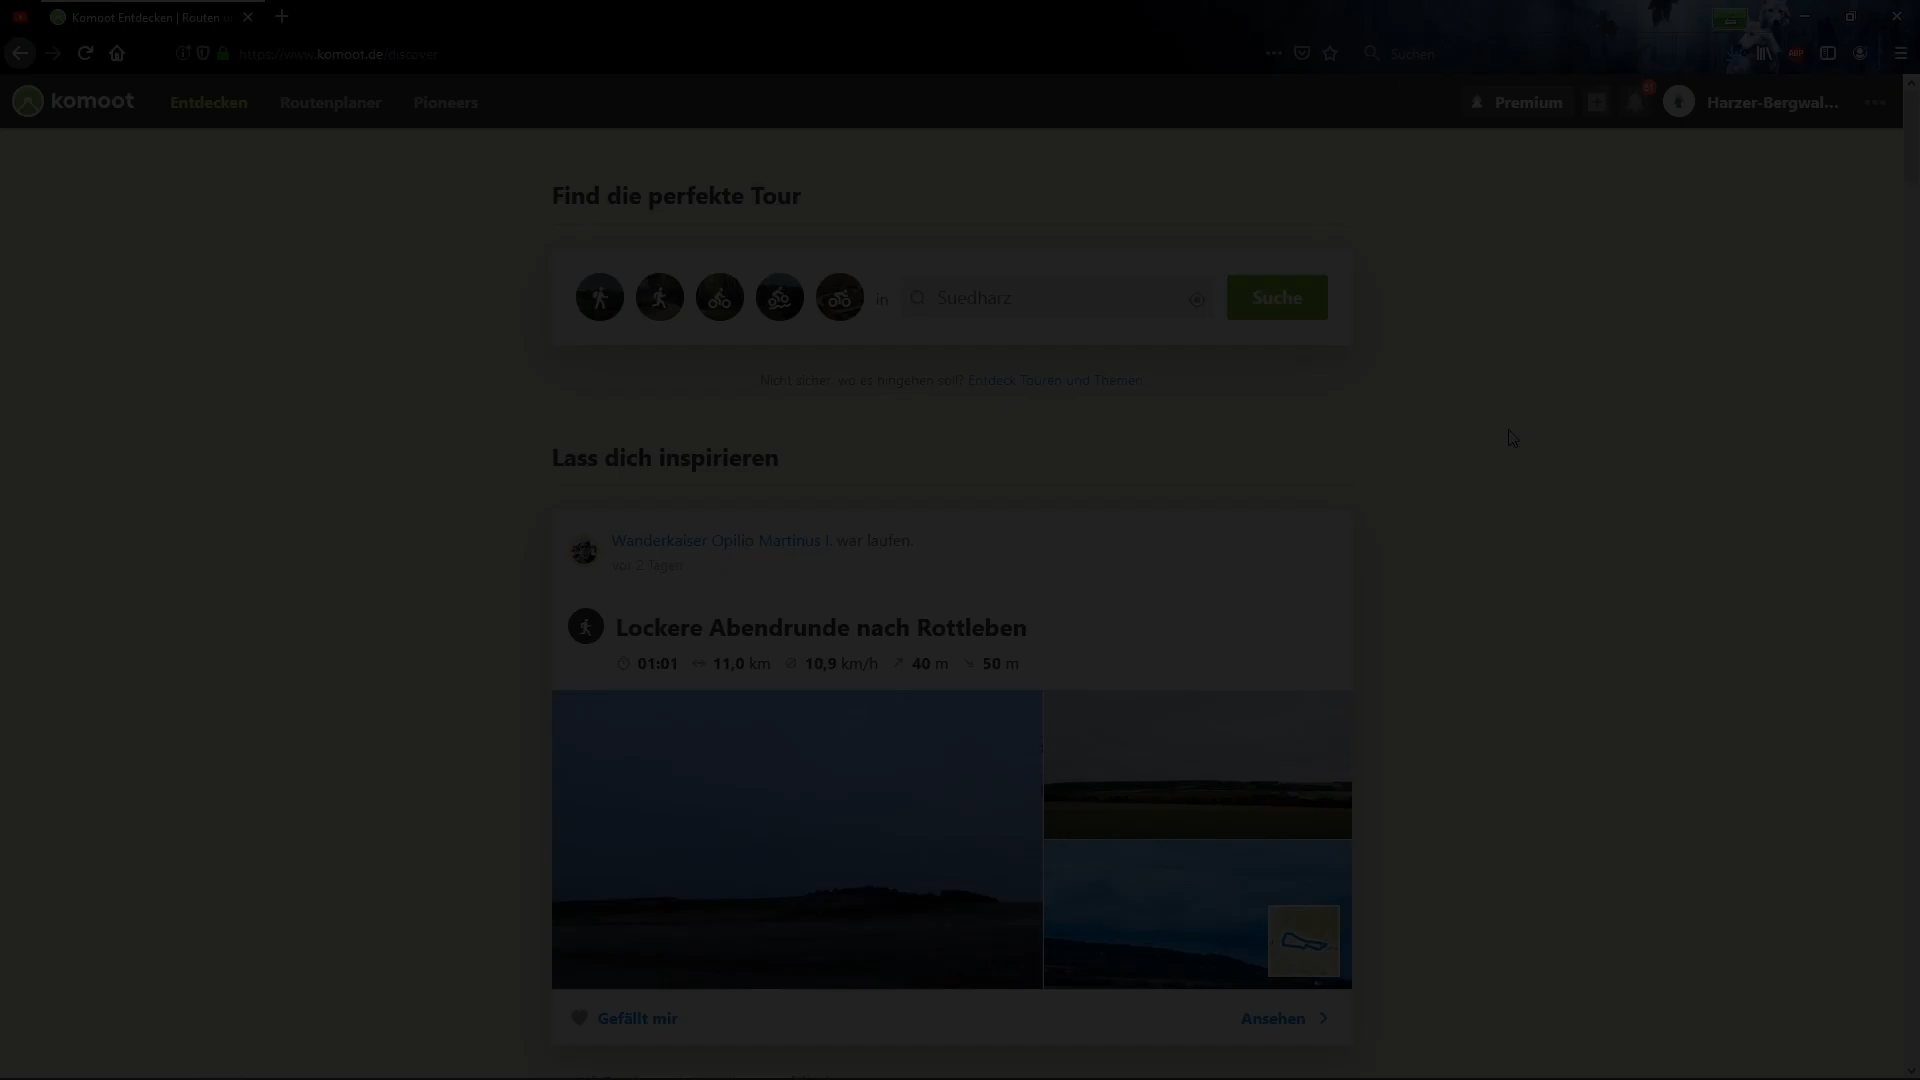 Komoot Entdecken | Routen un
https://www.komoot.de/discover
Suchen
ABP
komoot
Entdecken
Routenplaner
Pioneers
Premium
Harzer-Bergwal...
Find die perfekte Tour
in
Suedharz
Suche
Nicht sicher, wo es hingehen soll? Entdeck Touren und Themen.
Lass dich inspirieren
Wanderkaiser Opilio Martinus I. war laufen.
vor 2 Tagen
Lockere Abendrunde nach Rottleben
01:01 11,0 km 10,9 km/h 40 m 50 m
Gefällt mir
Ansehen